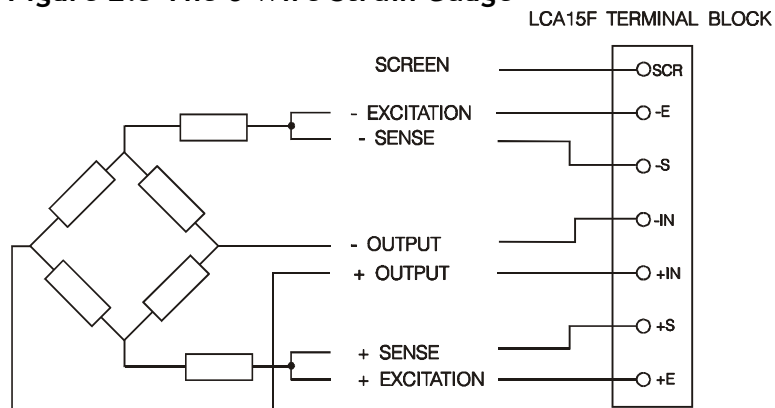 Figure 2.3 The 6 Wire Strain Gauge
LCA15F TERMINAL BLOCK
SCREEN
SCR
- EXCITATION
-E
- SENSE
-S
-IN
- OUTPUT
+ OUTPUT
+IN
+S
+ SENSE
+ EXCITATION
+E